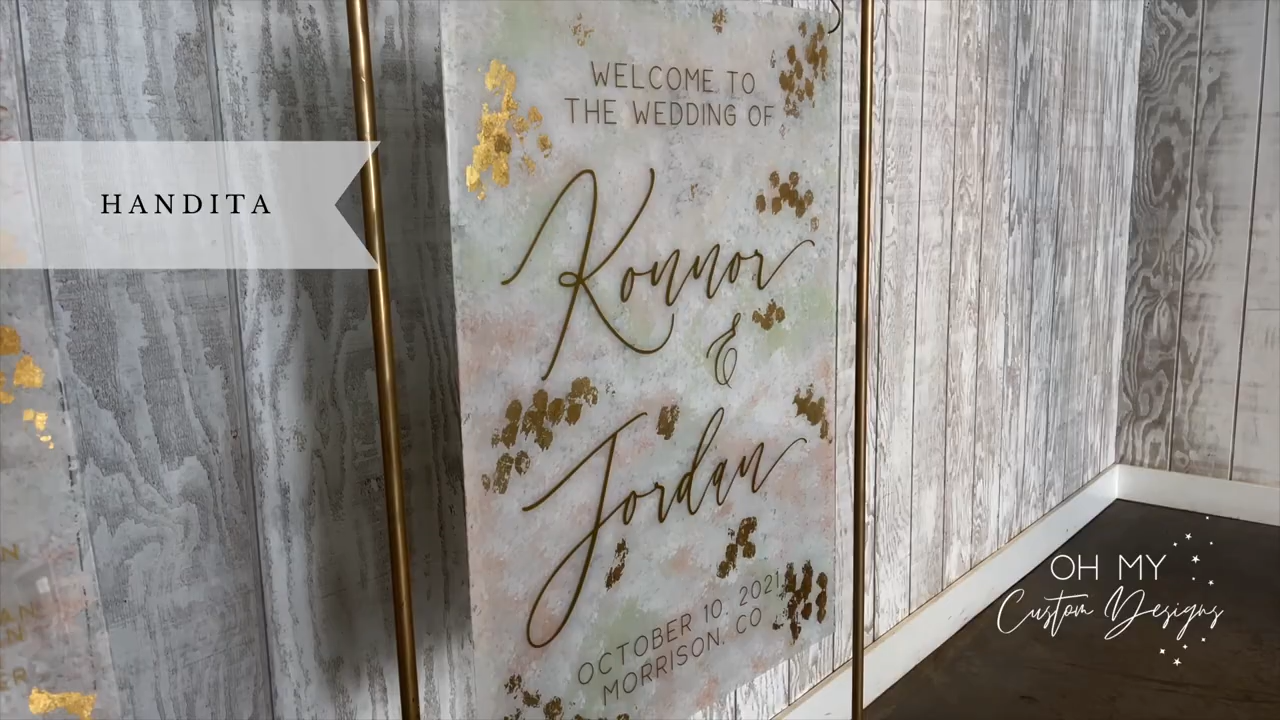 HANDITA
WELCOME TO
THE WEDDING OF
Konnor
&
Jordan
OCTOBER 10, 2021
MORRISON, CO
OH MY
Custom Designs